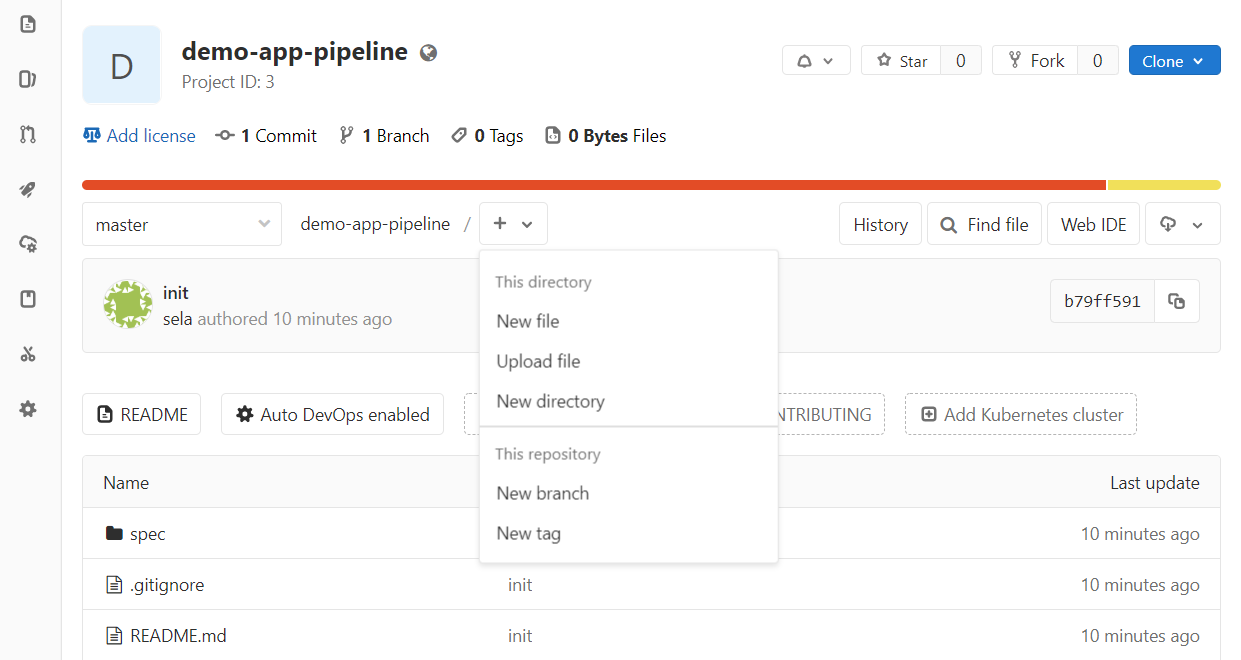 D
demo-app-pipeline
Project ID: 3
Star 0
Fork 0
Clone
Add license 1 Commit 1 Branch 0 Tags 0 Bytes Files
master demo-app-pipeline / +
History Find file Web IDE
This directory
New file
Upload file
New directory
This repository
New branch
New tag
init
sela authored 10 minutes ago
b79ff591
README Auto DevOps enabled Add Kubernetes cluster
Name Last update
spec 10 minutes ago
.gitignore init 10 minutes ago
README.md init 10 minutes ago